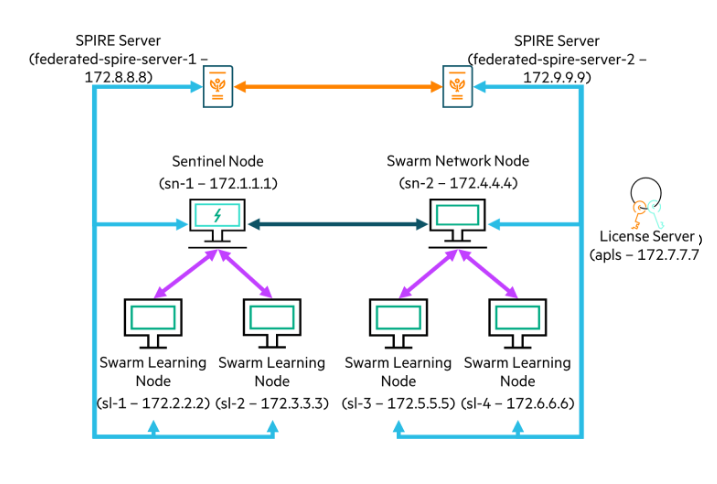 SPIRE Server
(federated-spire-server-1 –
172.8.8.8)
SPIRE Server
(federated-spire-server-2 –
172.9.9.9)
Sentinel Node
(sn-1 – 172.1.1.1)
Swarm Network Node
(sn-2 – 172.4.4.4)
License Server )
(apls – 172.7.7.7
Swarm Learning
Node
(sl-1 – 172.2.2.2)
Swarm Learning
Node
(sl-2 – 172.3.3.3)
Swarm Learning
Node
(sl-3 – 172.5.5.5)
Swarm Learning
Node
(sl-4 – 172.6.6.6)